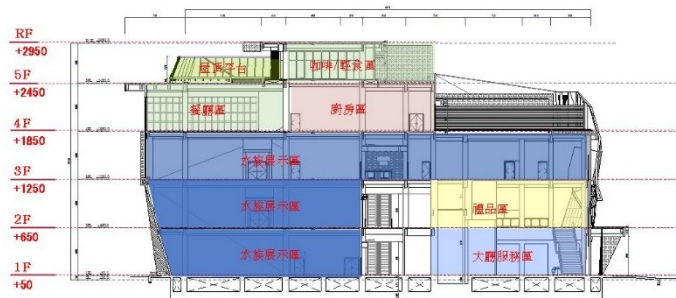 RF
+2950
屋頂平台
咖啡/輕食區
5F
+2450
餐廳區
廚房區
4F
+1850
水族展示區
3F
+1250
水族展示區
禮品區
2F
+650
水族展示區
大廳服務區
1F
+50